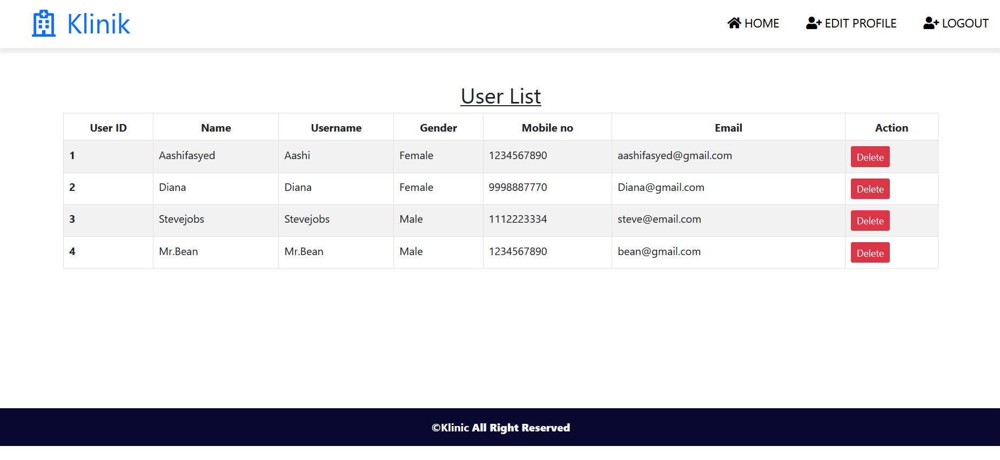 Klinik HOME EDIT PROFILE LOGOUT
User List
User ID Name Username Gender Mobile no Email Action
1 Aashifasyed Aashi Female 1234567890 aashifasyed@gmail.com Delete
2 Diana Diana Female 9998887770 Diana@gmail.com Delete
3 Stevejobs Stevejobs Male 1112223334 steve@email.com Delete
4 Mr.Bean Mr.Bean Male 1234567890 bean@gmail.com Delete
©Klinic All Right Reserved